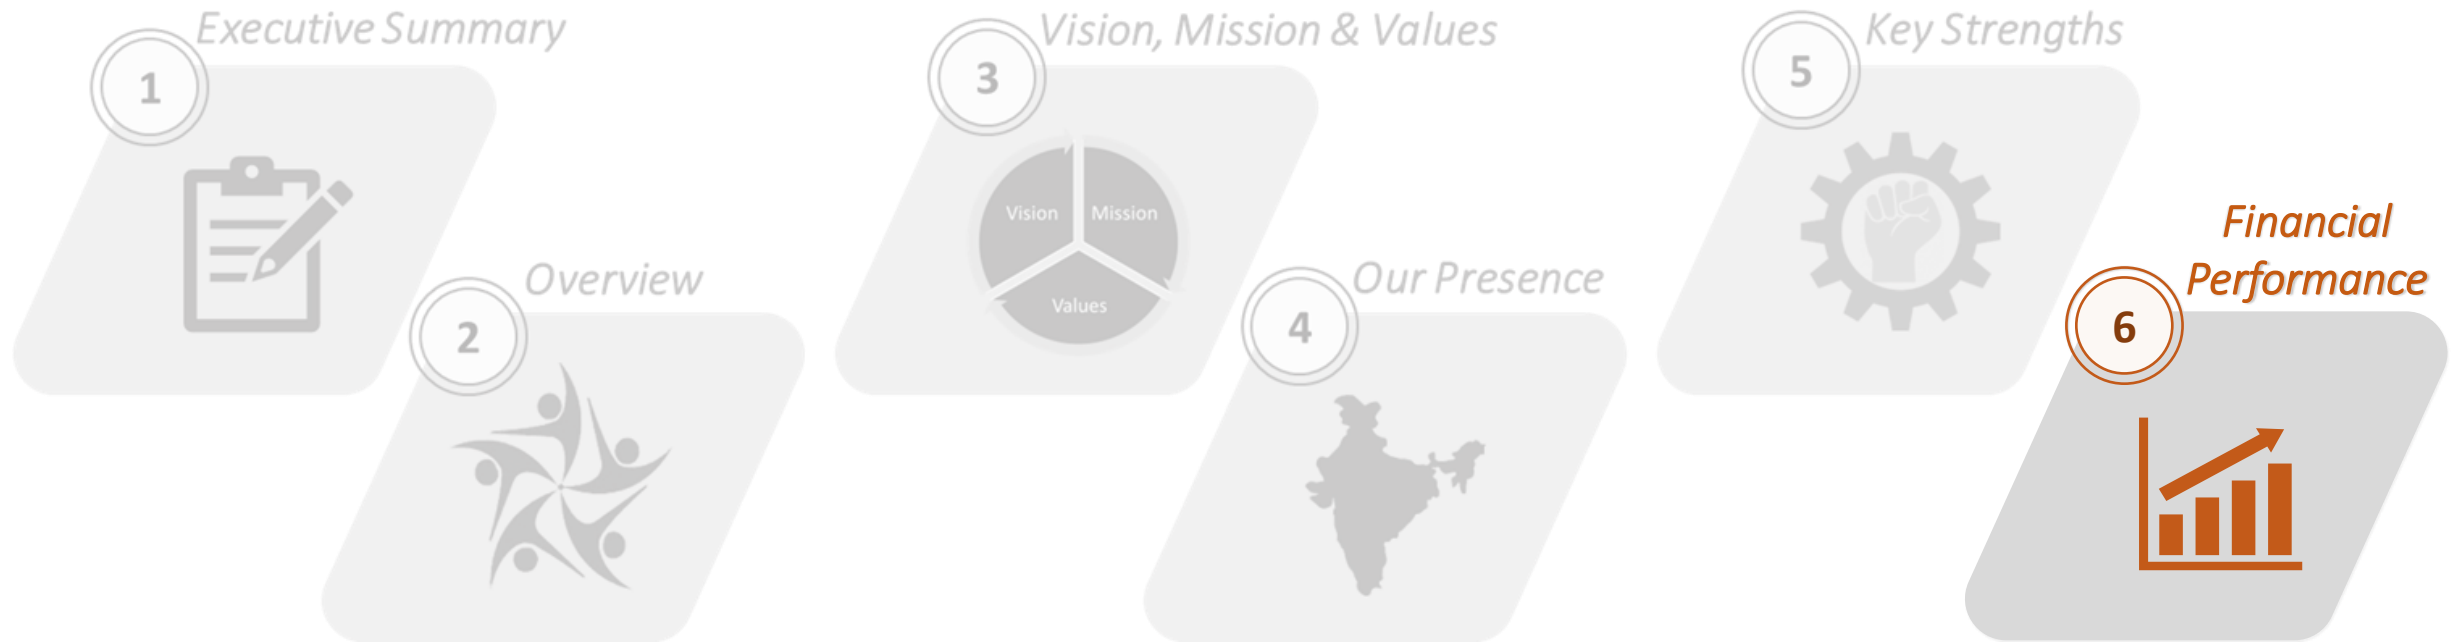 Executive Summary
1
Overview
2
Vision, Mission & Values
3
Vision
Mission
Values
Our Presence
4
Key Strengths
5
Financial
Performance
6